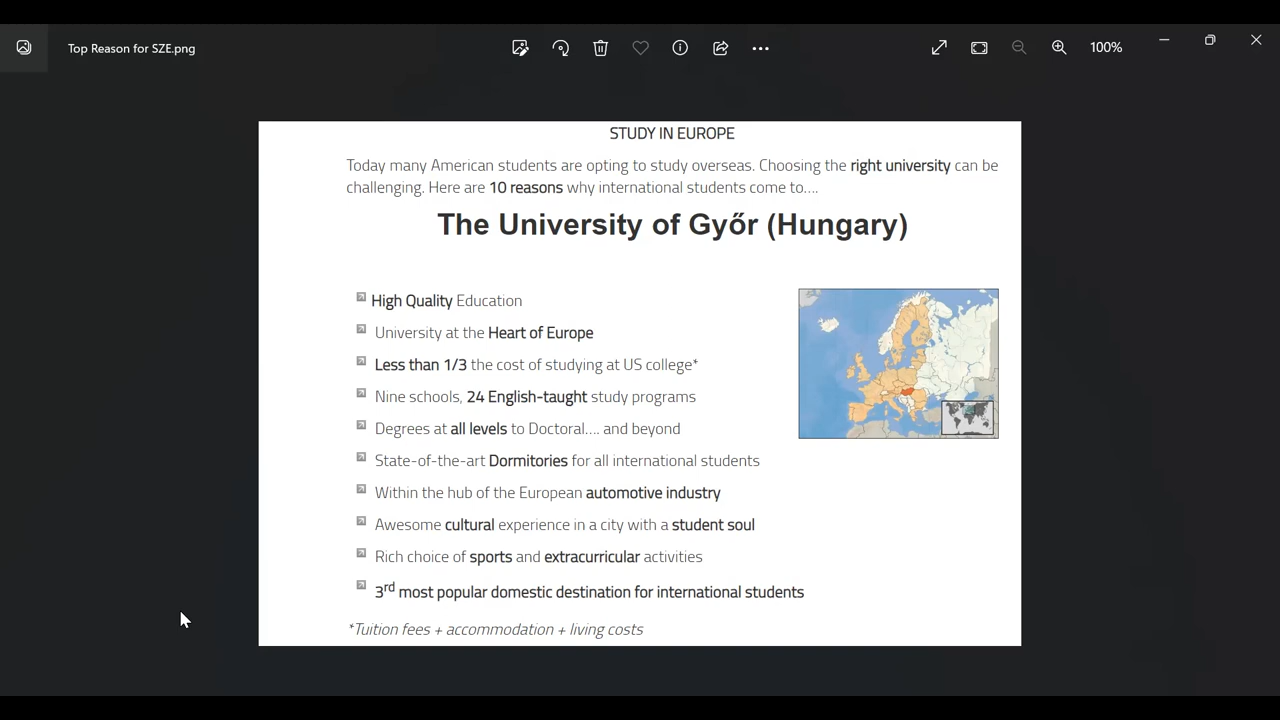 Top Reason for SZE.png
100%
STUDY IN EUROPE
Today many American students are opting to study overseas. Choosing the right university can be
challenging. Here are 10 reasons why international students come to....
The University of Győr (Hungary)
High Quality Education
University at the Heart of Europe
Less than 1/3 the cost of studying at US college*
Nine schools, 24 English-taught study programs
Degrees at all levels to Doctoral.... and beyond
State-of-the-art Dormitories for all international students
Within the hub of the European automotive industry
Awesome cultural experience in a city with a student soul
Rich choice of sports and extracurricular activities
3rd most popular domestic destination for international students
*Tuition fees + accommodation + living costs